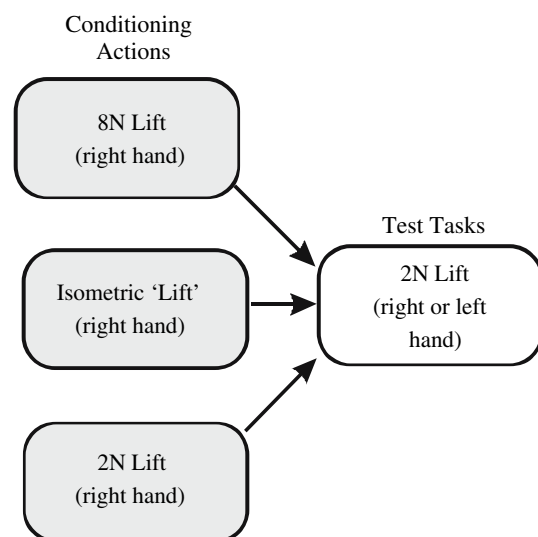 Conditioning
Actions
8N Lift
(right hand)
Isometric ‘Lift’
(right hand)
2N Lift
(right hand)
Test Tasks
2N Lift
(right or left
hand)